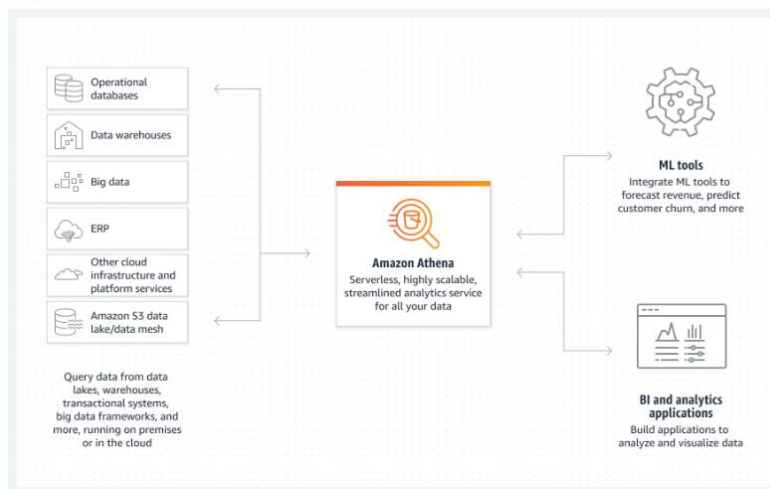 Operational
databases
Data warehouses
Big data
ERP
Other cloud
infrastructure and
platform services
Amazon S3 data
lake/data mesh
Query data from data
lakes, warehouses,
transactional systems,
big data frameworks, and
more, running on premises
or in the cloud
Amazon Athena
Serverless, highly scalable,
streamlined analytics service
for all your data
ML tools
Integrate ML tools to
forecast revenue, predict
customer churn, and more
BI and analytics
applications
Build applications to
analyze and visualize data